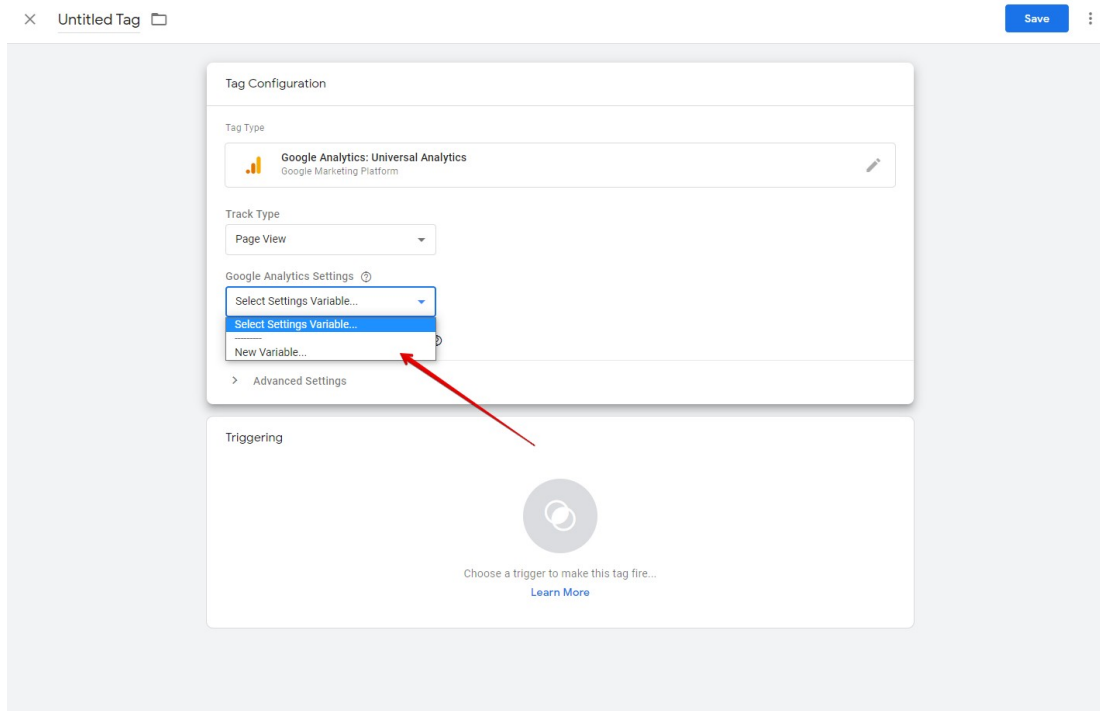 Untitled Tag
Save
Tag Configuration
Tag Type
Google Analytics: Universal Analytics
Google Marketing Platform
Track Type
Page View
Google Analytics Settings
Select Settings Variable...
Select Settings Variable...
----------
New Variable...
Advanced Settings
Triggering
Choose a trigger to make this tag fire...
Learn More